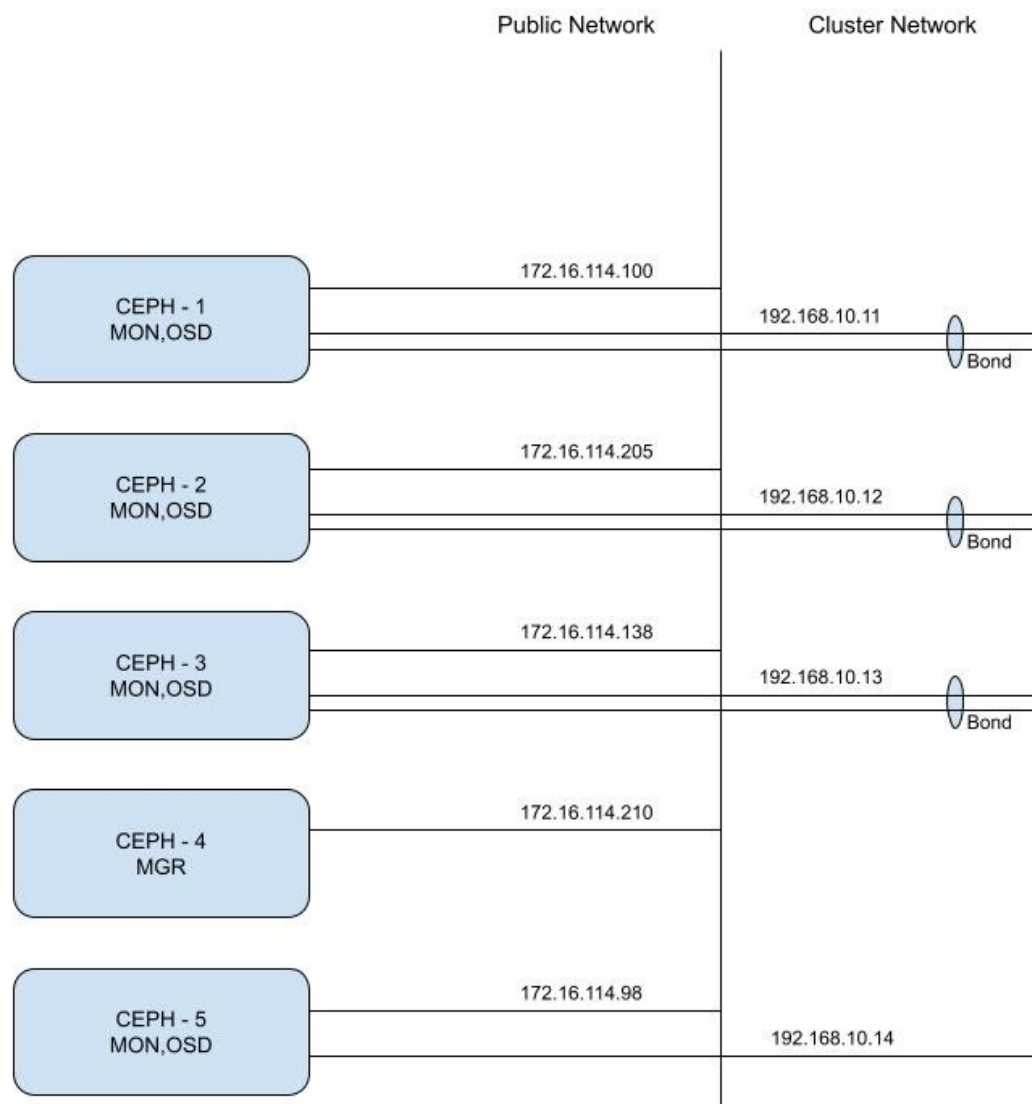 Public Network
Cluster Network
172.16.114.100
CEPH - 1
MON,OSD
192.168.10.11
Bond
172.16.114.205
CEPH - 2
MON,OSD
192.168.10.12
Bond
172.16.114.138
CEPH - 3
MON,OSD
192.168.10.13
Bond
172.16.114.210
CEPH - 4
MGR
172.16.114.98
CEPH - 5
MON,OSD
192.168.10.14